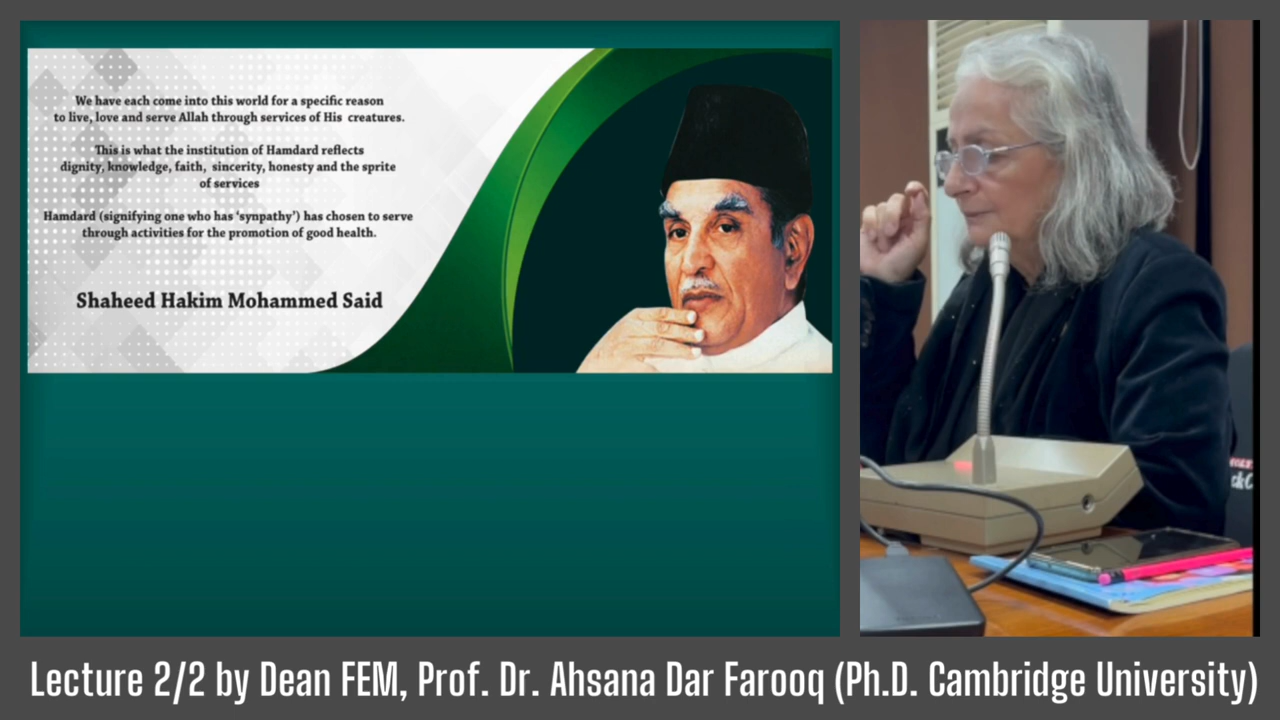 We have each come into this world for a specific reason
to live, love and serve Allah through services of His creatures.
This is what the institution of Hamdard reflects
dignity, knowledge, faith, sincerity, honesty and the sprite
of services
Hamdard (signifying one who has ‘sympathy’) has chosen to serve
through activities for the promotion of good health.
Shaheed Hakim Mohammed Said
Lecture 2/2 by Dean FEM, Prof. Dr. Ahsana Dar Farooq (Ph.D. Cambridge University)